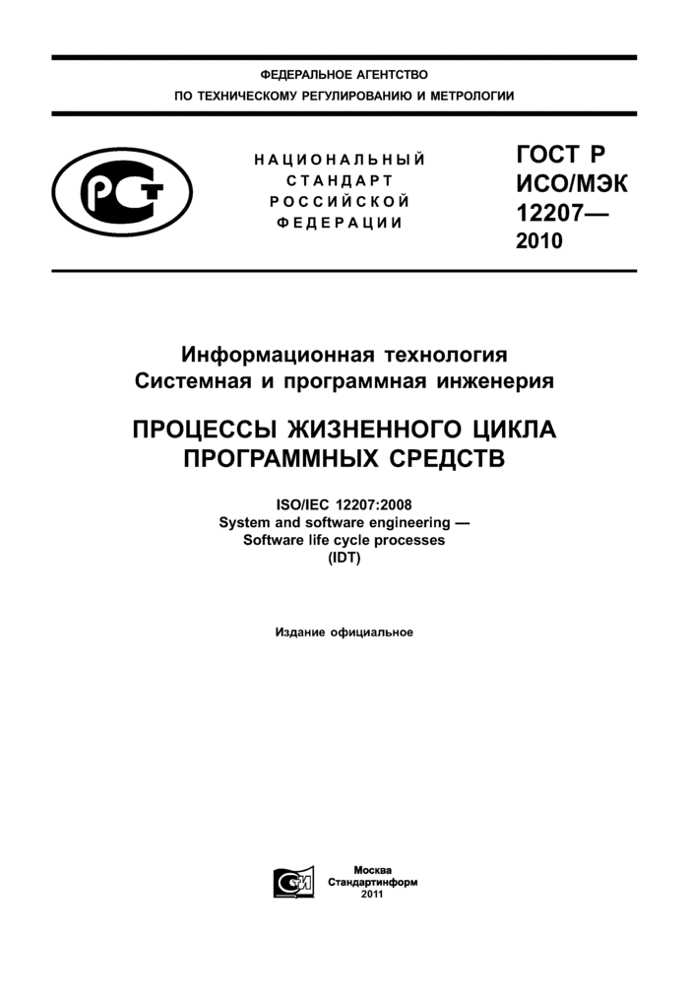 ФЕДЕРАЛЬНОЕ АГЕНТСТВО
ПО ТЕХНИЧЕСКОМУ РЕГУЛИРОВАНИЮ И МЕТРОЛОГИИ
РСТ
НАЦИОНАЛЬНЫЙ
СТАНДАРТ
РОССИЙСКОЙ
ФЕДЕРАЦИИ
ГОСТ Р
ИСО/МЭК
12207—
2010
Информационная технология
Системная и программная инженерия
ПРОЦЕССЫ ЖИЗНЕННОГО ЦИКЛА
ПРОГРАММНЫХ СРЕДСТВ
ISO/IEC 12207:2008
System and software engineering —
Software life cycle processes
(IDT)
Издание официальное
СТИ
Москва
Стандартинформ
2011